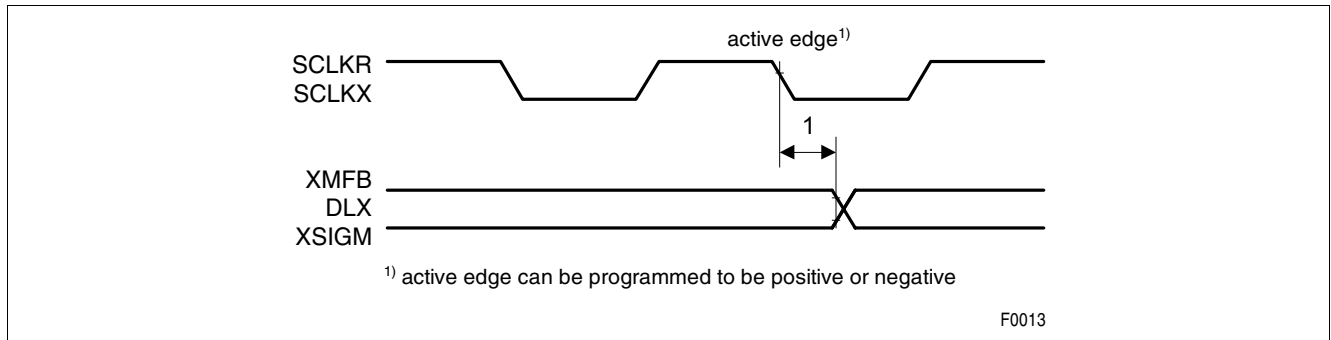 active edge1)
SCLKR
SCLKX
1
XMFB
DLX
XSIGM
1) active edge can be programmed to be positive or negative
F0013